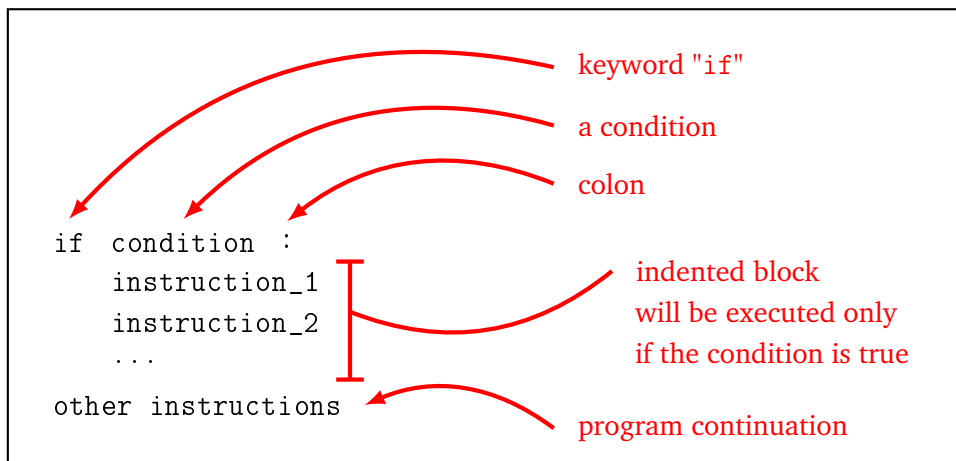 keyword "if"
a condition
colon
if condition :
instruction_1
instruction_2
...
other instructions
indented block
will be executed only
if the condition is true
program continuation